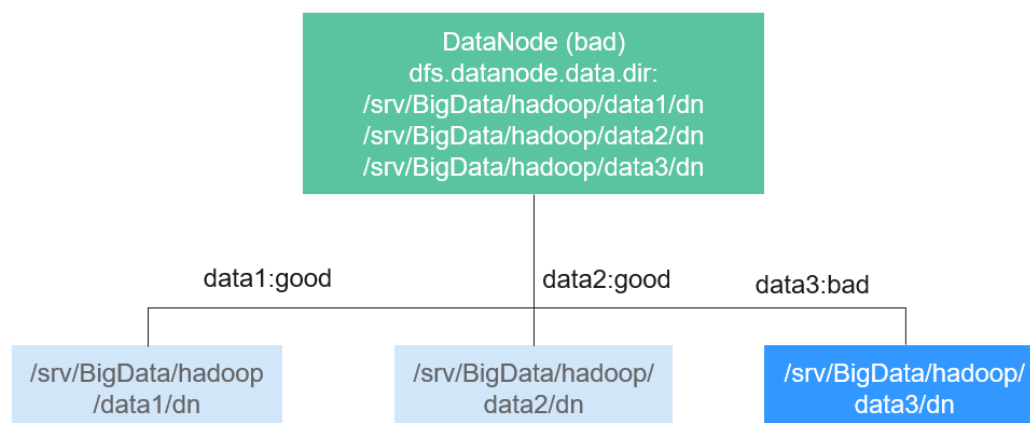 DataNode (bad)
dfs.datanode.data.dir:
/srv/BigData/hadoop/data1/dn
/srv/BigData/hadoop/data2/dn
/srv/BigData/hadoop/data3/dn
data1:good
data2:good
data3:bad
/srv/BigData/hadoop
/data1/dn
/srv/BigData/hadoop/
data2/dn
/srv/BigData/hadoop/
data3/dn